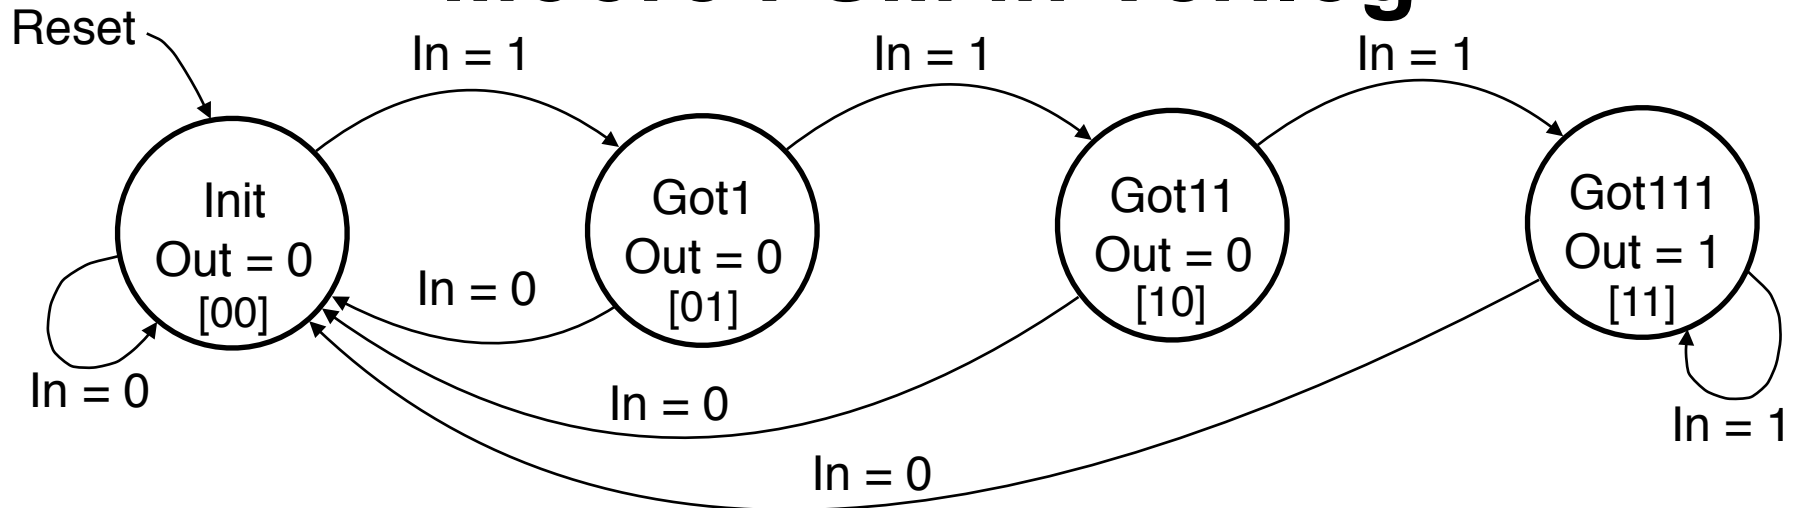 Reset
In = 1
In = 1
In = 1
Init
Out = 0
[00]
Got1
Out = 0
[01]
Got11
Out = 0
[10]
Got111
Out = 1
[11]
In = 0
In = 0
In = 0
In = 0
In = 1